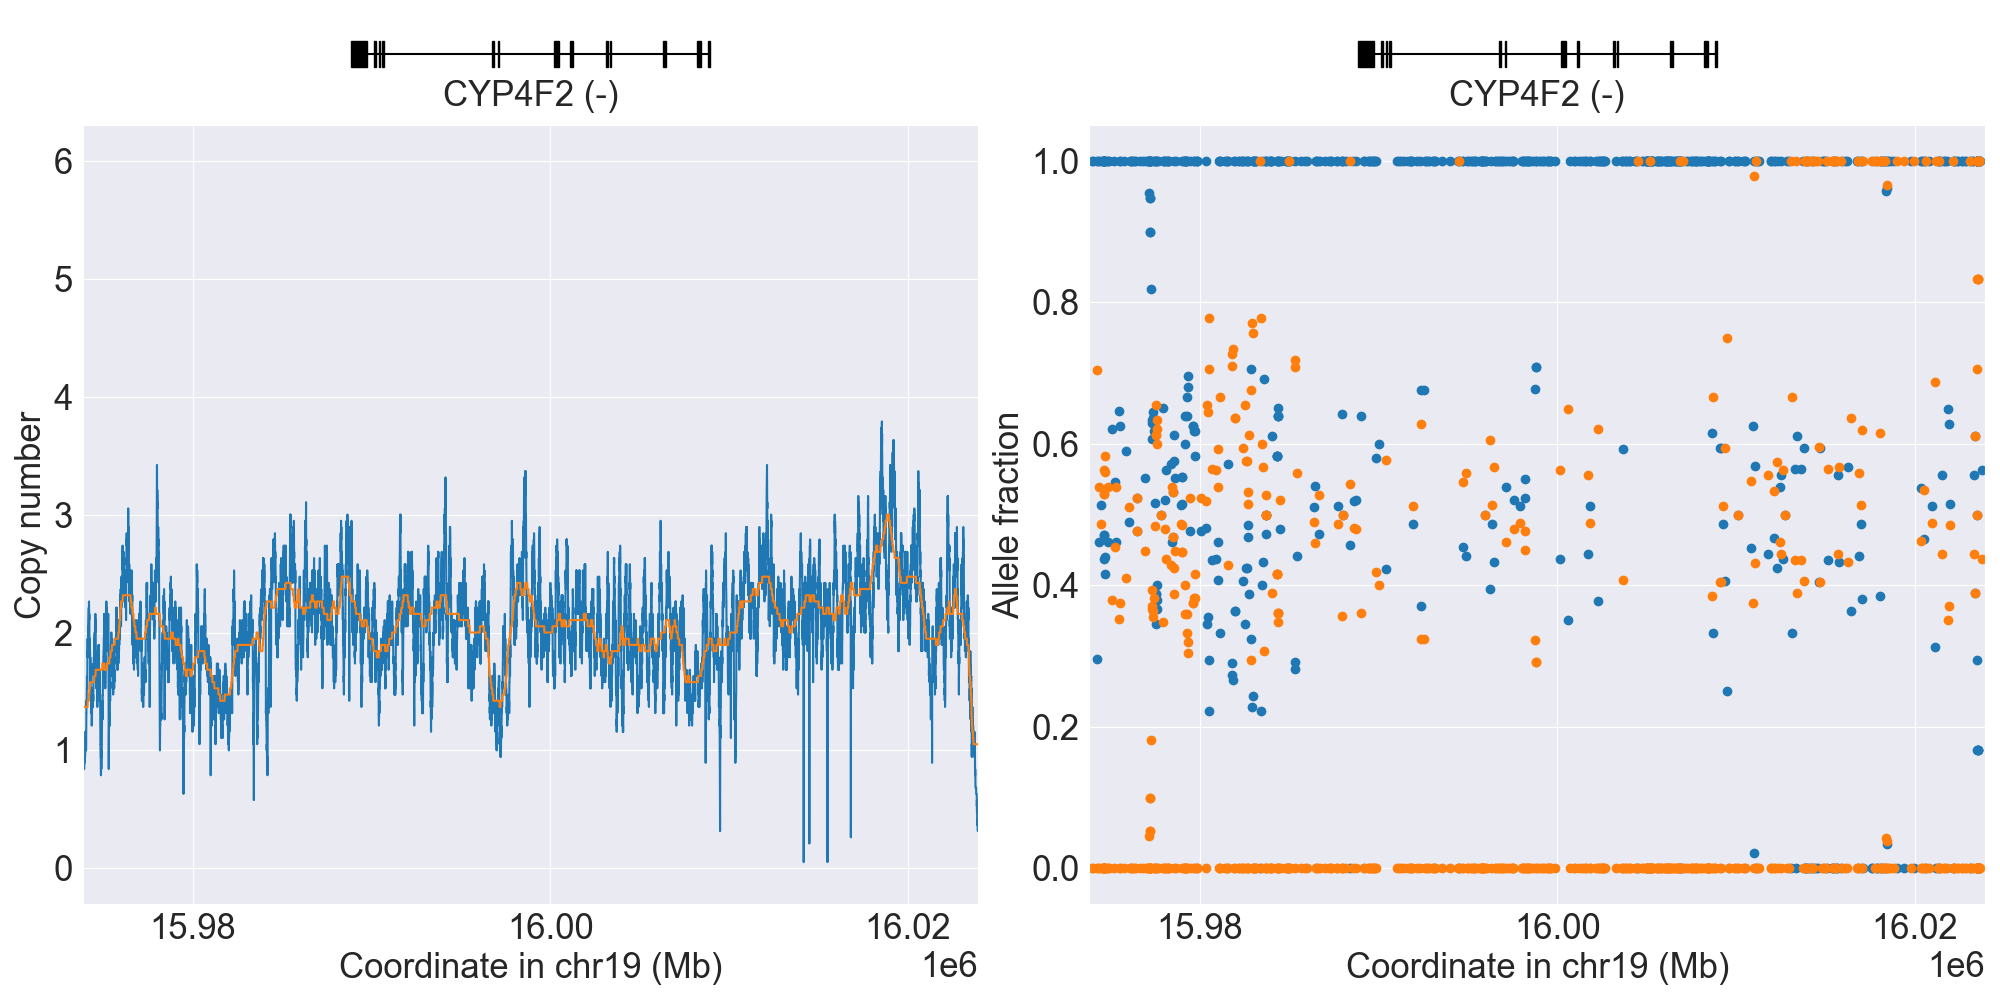 CYP4F2 (-)
6
5
4
3
2
1
0
Copy number
15.98
16.00
16.02
Coordinate in chr19 (Mb)
1e6
CYP4F2 (-)
1.0
0.8
0.6
0.4
0.2
0.0
Allele fraction
15.98
16.00
16.02
Coordinate in chr19 (Mb)
1e6